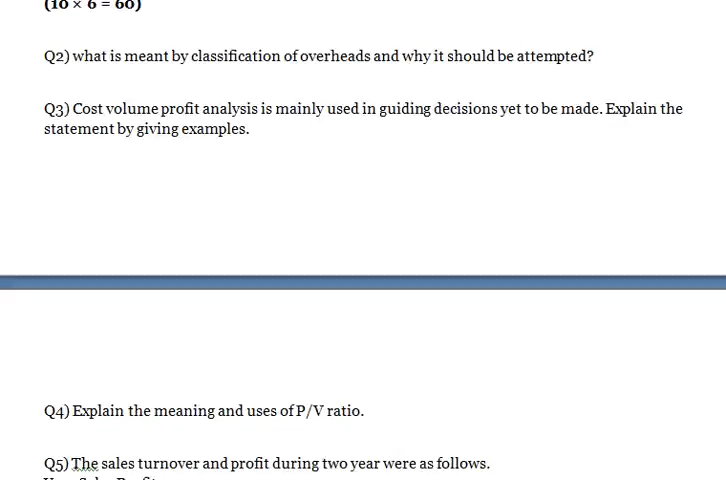 (10 × 6 = 60)
Q2) what is meant by classification of overheads and why it should be attempted?
Q3) Cost volume profit analysis is mainly used in guiding decisions yet to be made. Explain the
statement by giving examples.
Q4) Explain the meaning and uses of P/V ratio.
Q5) The sales turnover and profit during two year were as follows.